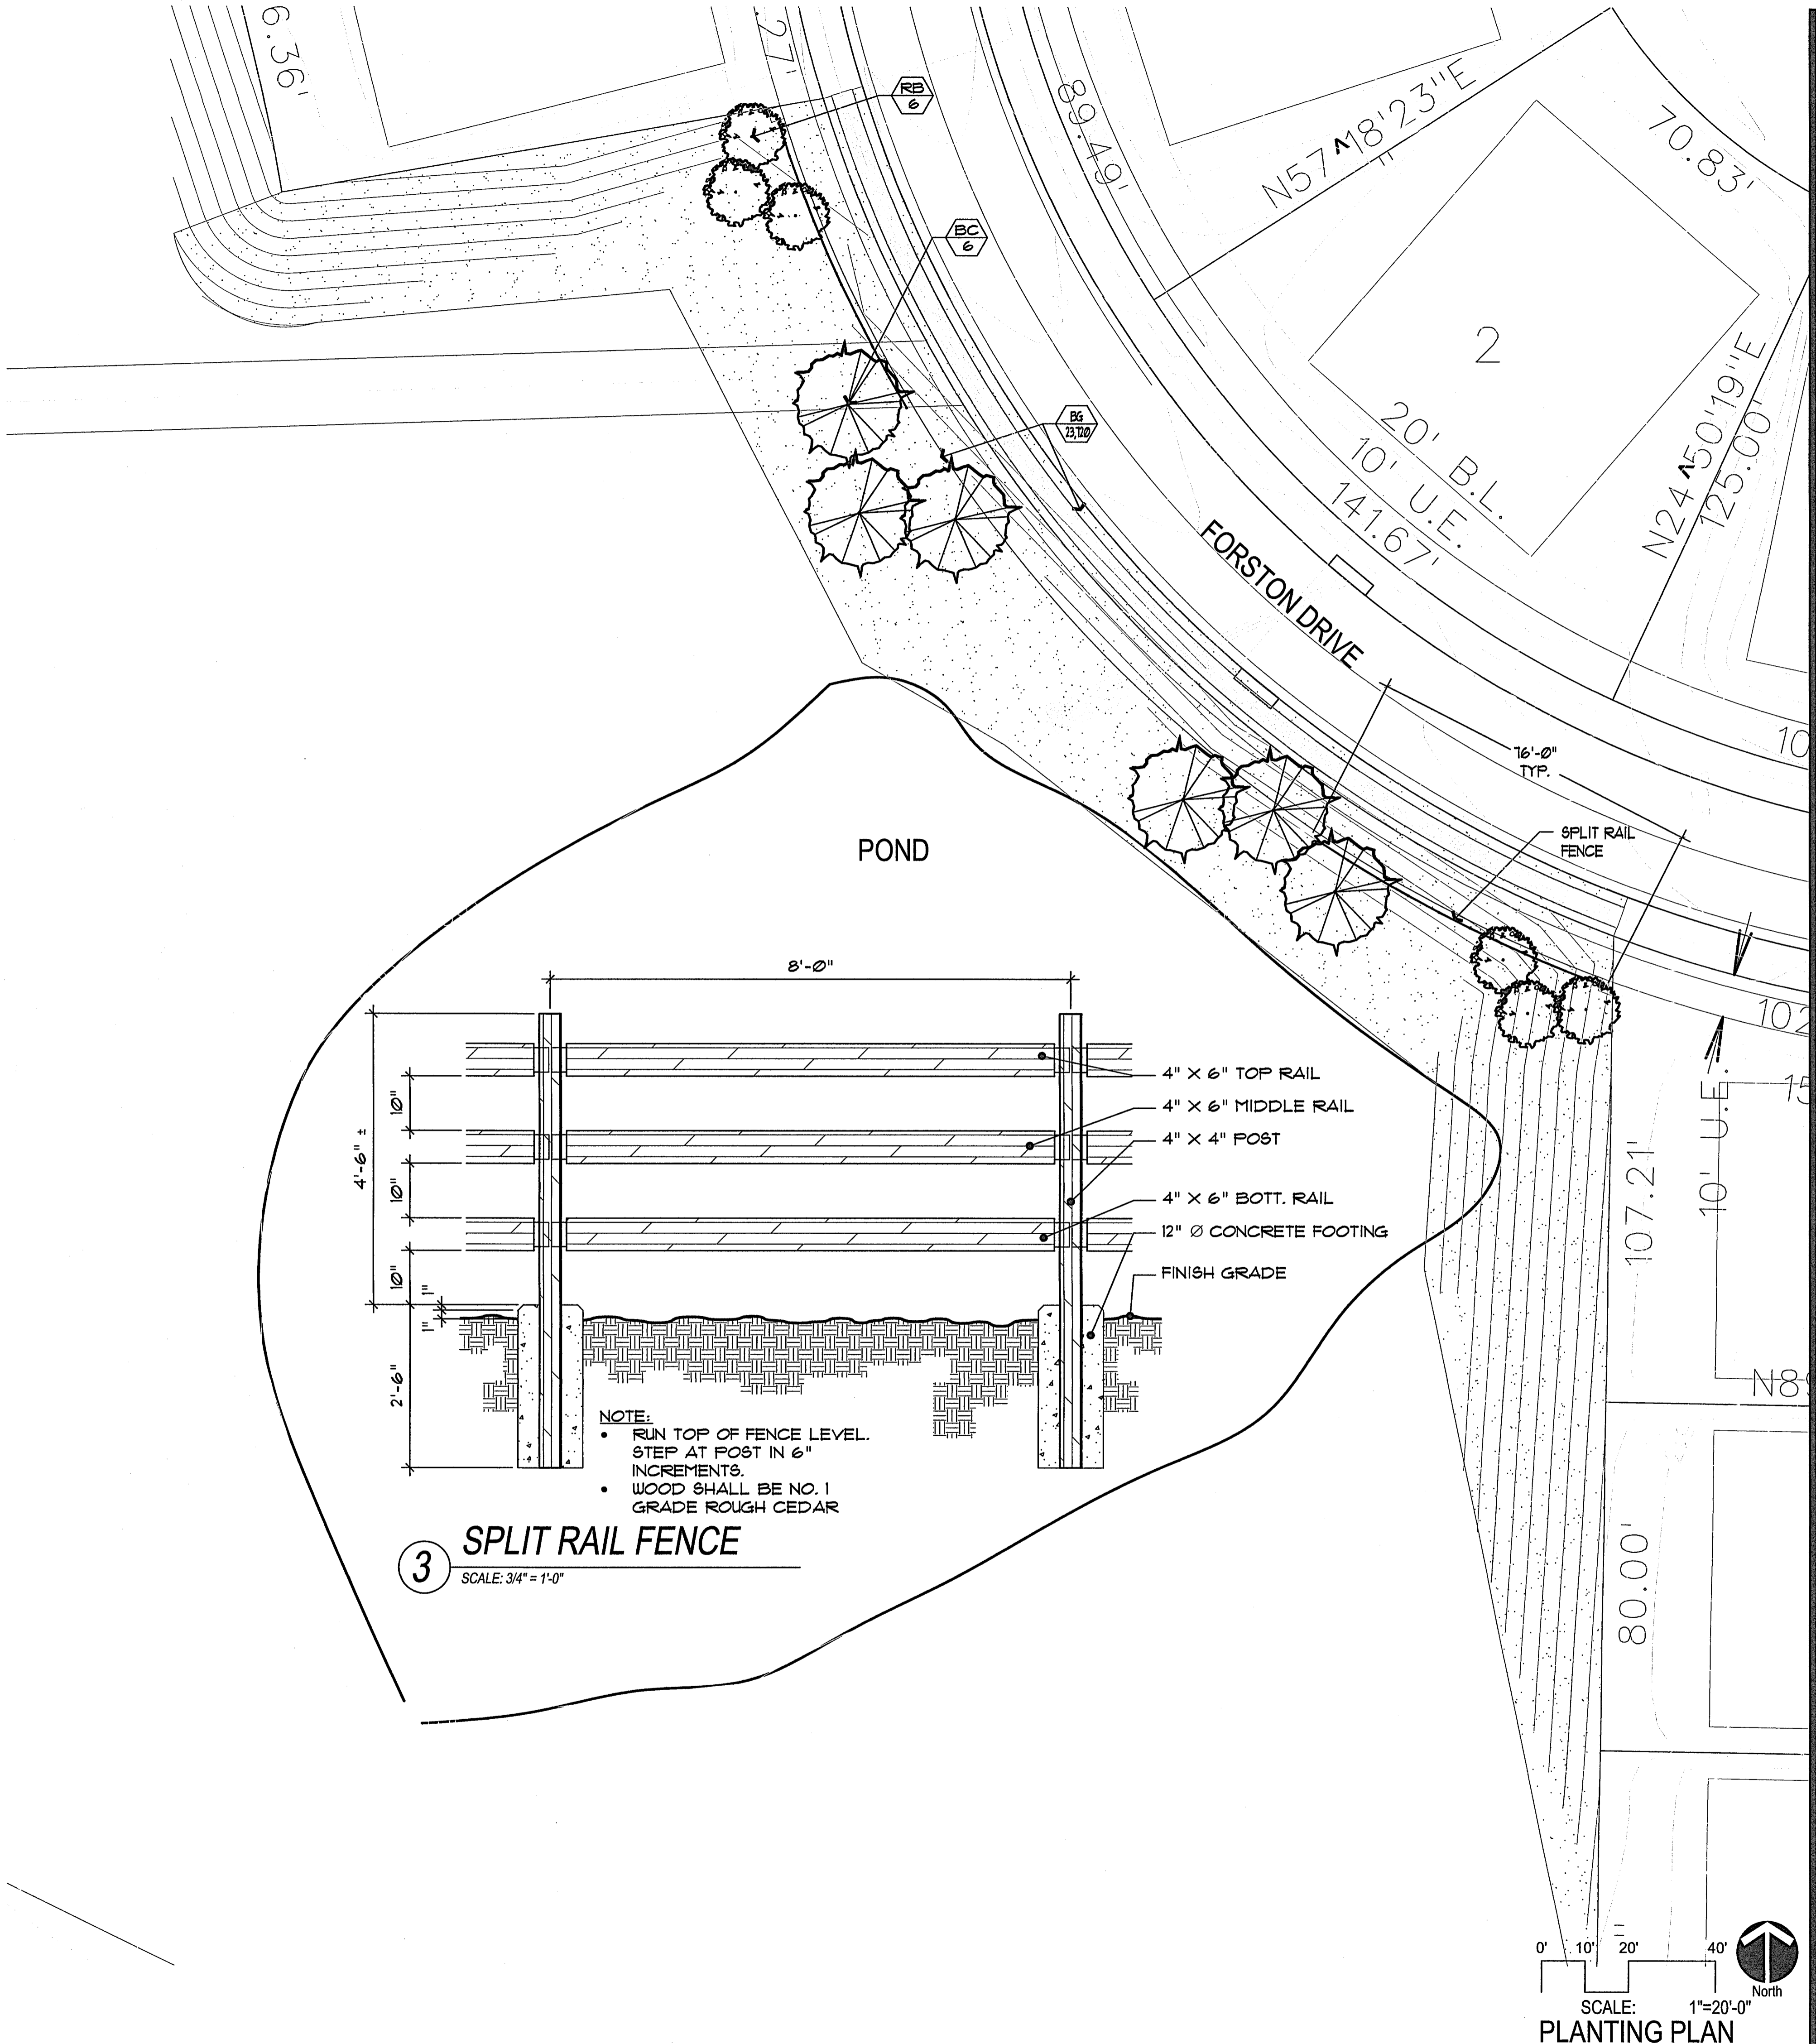 6.36'
.27'
RB
6
BC
6
BG
23,720
89.49'
N57^18'23"E
70.83'
2
20' B.L.
10' U.E.
141.67'
N24^50'19"E
125.00'
FORSTON DRIVE
10
76'-0"
TYP.
SPLIT RAIL
FENCE
POND
102
15
10' U.E.
107.21'
N89
80.00'
8'-0"
4'-6" ±
10"
10"
10"
1"
1"
2'-6"
4" X 6" TOP RAIL
4" X 6" MIDDLE RAIL
4" X 4" POST
4" X 6" BOTT. RAIL
12" Ø CONCRETE FOOTING
FINISH GRADE
NOTE:
• RUN TOP OF FENCE LEVEL.
STEP AT POST IN 6"
INCREMENTS.
• WOOD SHALL BE NO. 1
GRADE ROUGH CEDAR
3 SPLIT RAIL FENCE
SCALE: 3/4" = 1'-0"
0' 10' 20' 40'
North
SCALE: 1"=20'-0"
PLANTING PLAN